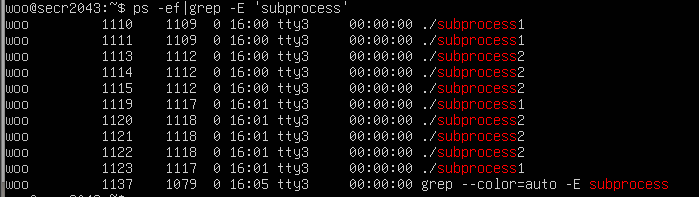 woo@secr2043:~$ ps -ef|grep -E 'subprocess'
woo 1110 1109 0 16:00 tty3 00:00:00 ./subprocess1
woo 1111 1109 0 16:00 tty3 00:00:00 ./subprocess1
woo 1113 1112 0 16:00 tty3 00:00:00 ./subprocess2
woo 1114 1112 0 16:00 tty3 00:00:00 ./subprocess2
woo 1115 1112 0 16:00 tty3 00:00:00 ./subprocess2
woo 1119 1117 0 16:01 tty3 00:00:00 ./subprocess1
woo 1120 1118 0 16:01 tty3 00:00:00 ./subprocess2
woo 1121 1118 0 16:01 tty3 00:00:00 ./subprocess2
woo 1122 1118 0 16:01 tty3 00:00:00 ./subprocess2
woo 1123 1117 0 16:01 tty3 00:00:00 ./subprocess1
woo 1137 1079 0 16:05 tty3 00:00:00 grep --color=auto -E subprocess